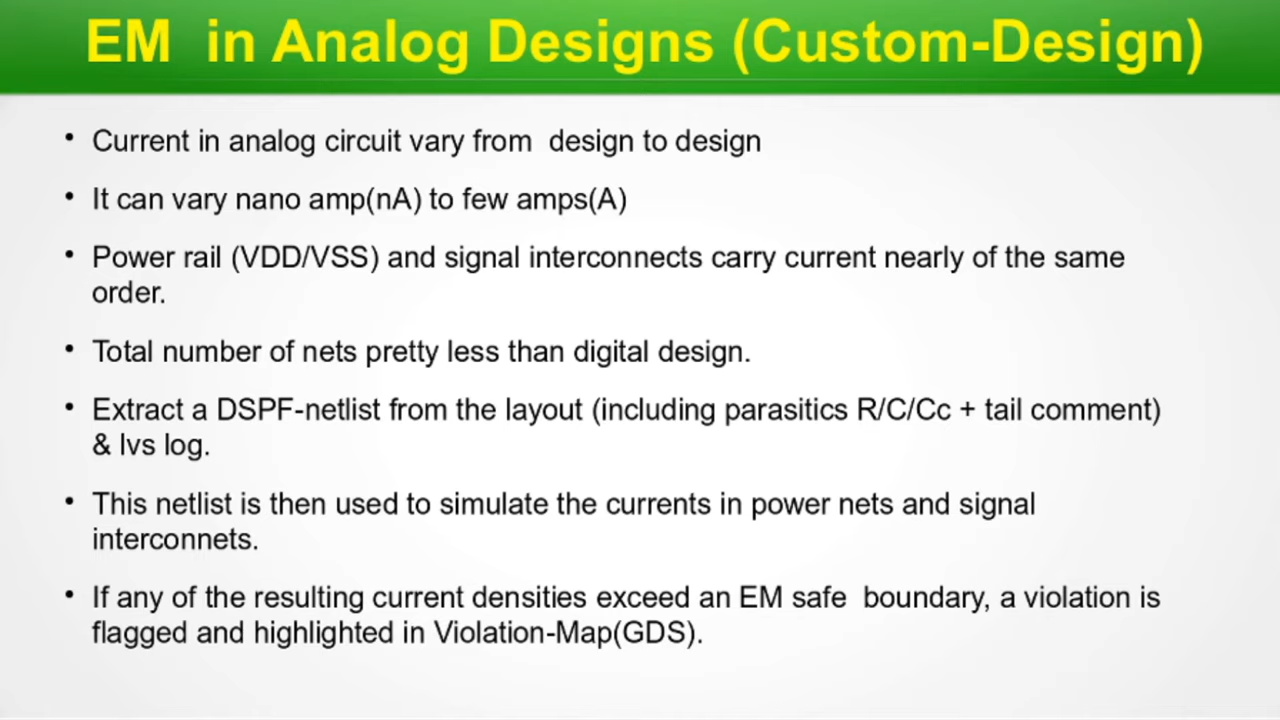 EM in Analog Designs (Custom-Design)
• Current in analog circuit vary from design to design
• It can vary nano amp(nA) to few amps(A)
• Power rail (VDD/VSS) and signal interconnects carry current nearly of the same
order.
• Total number of nets pretty less than digital design.
• Extract a DSPF-netlist from the layout (including parasitics R/C/Cc + tail comment)
& lvs log.
• This netlist is then used to simulate the currents in power nets and signal
interconnets.
• If any of the resulting current densities exceed an EM safe boundary, a violation is
flagged and highlighted in Violation-Map(GDS).